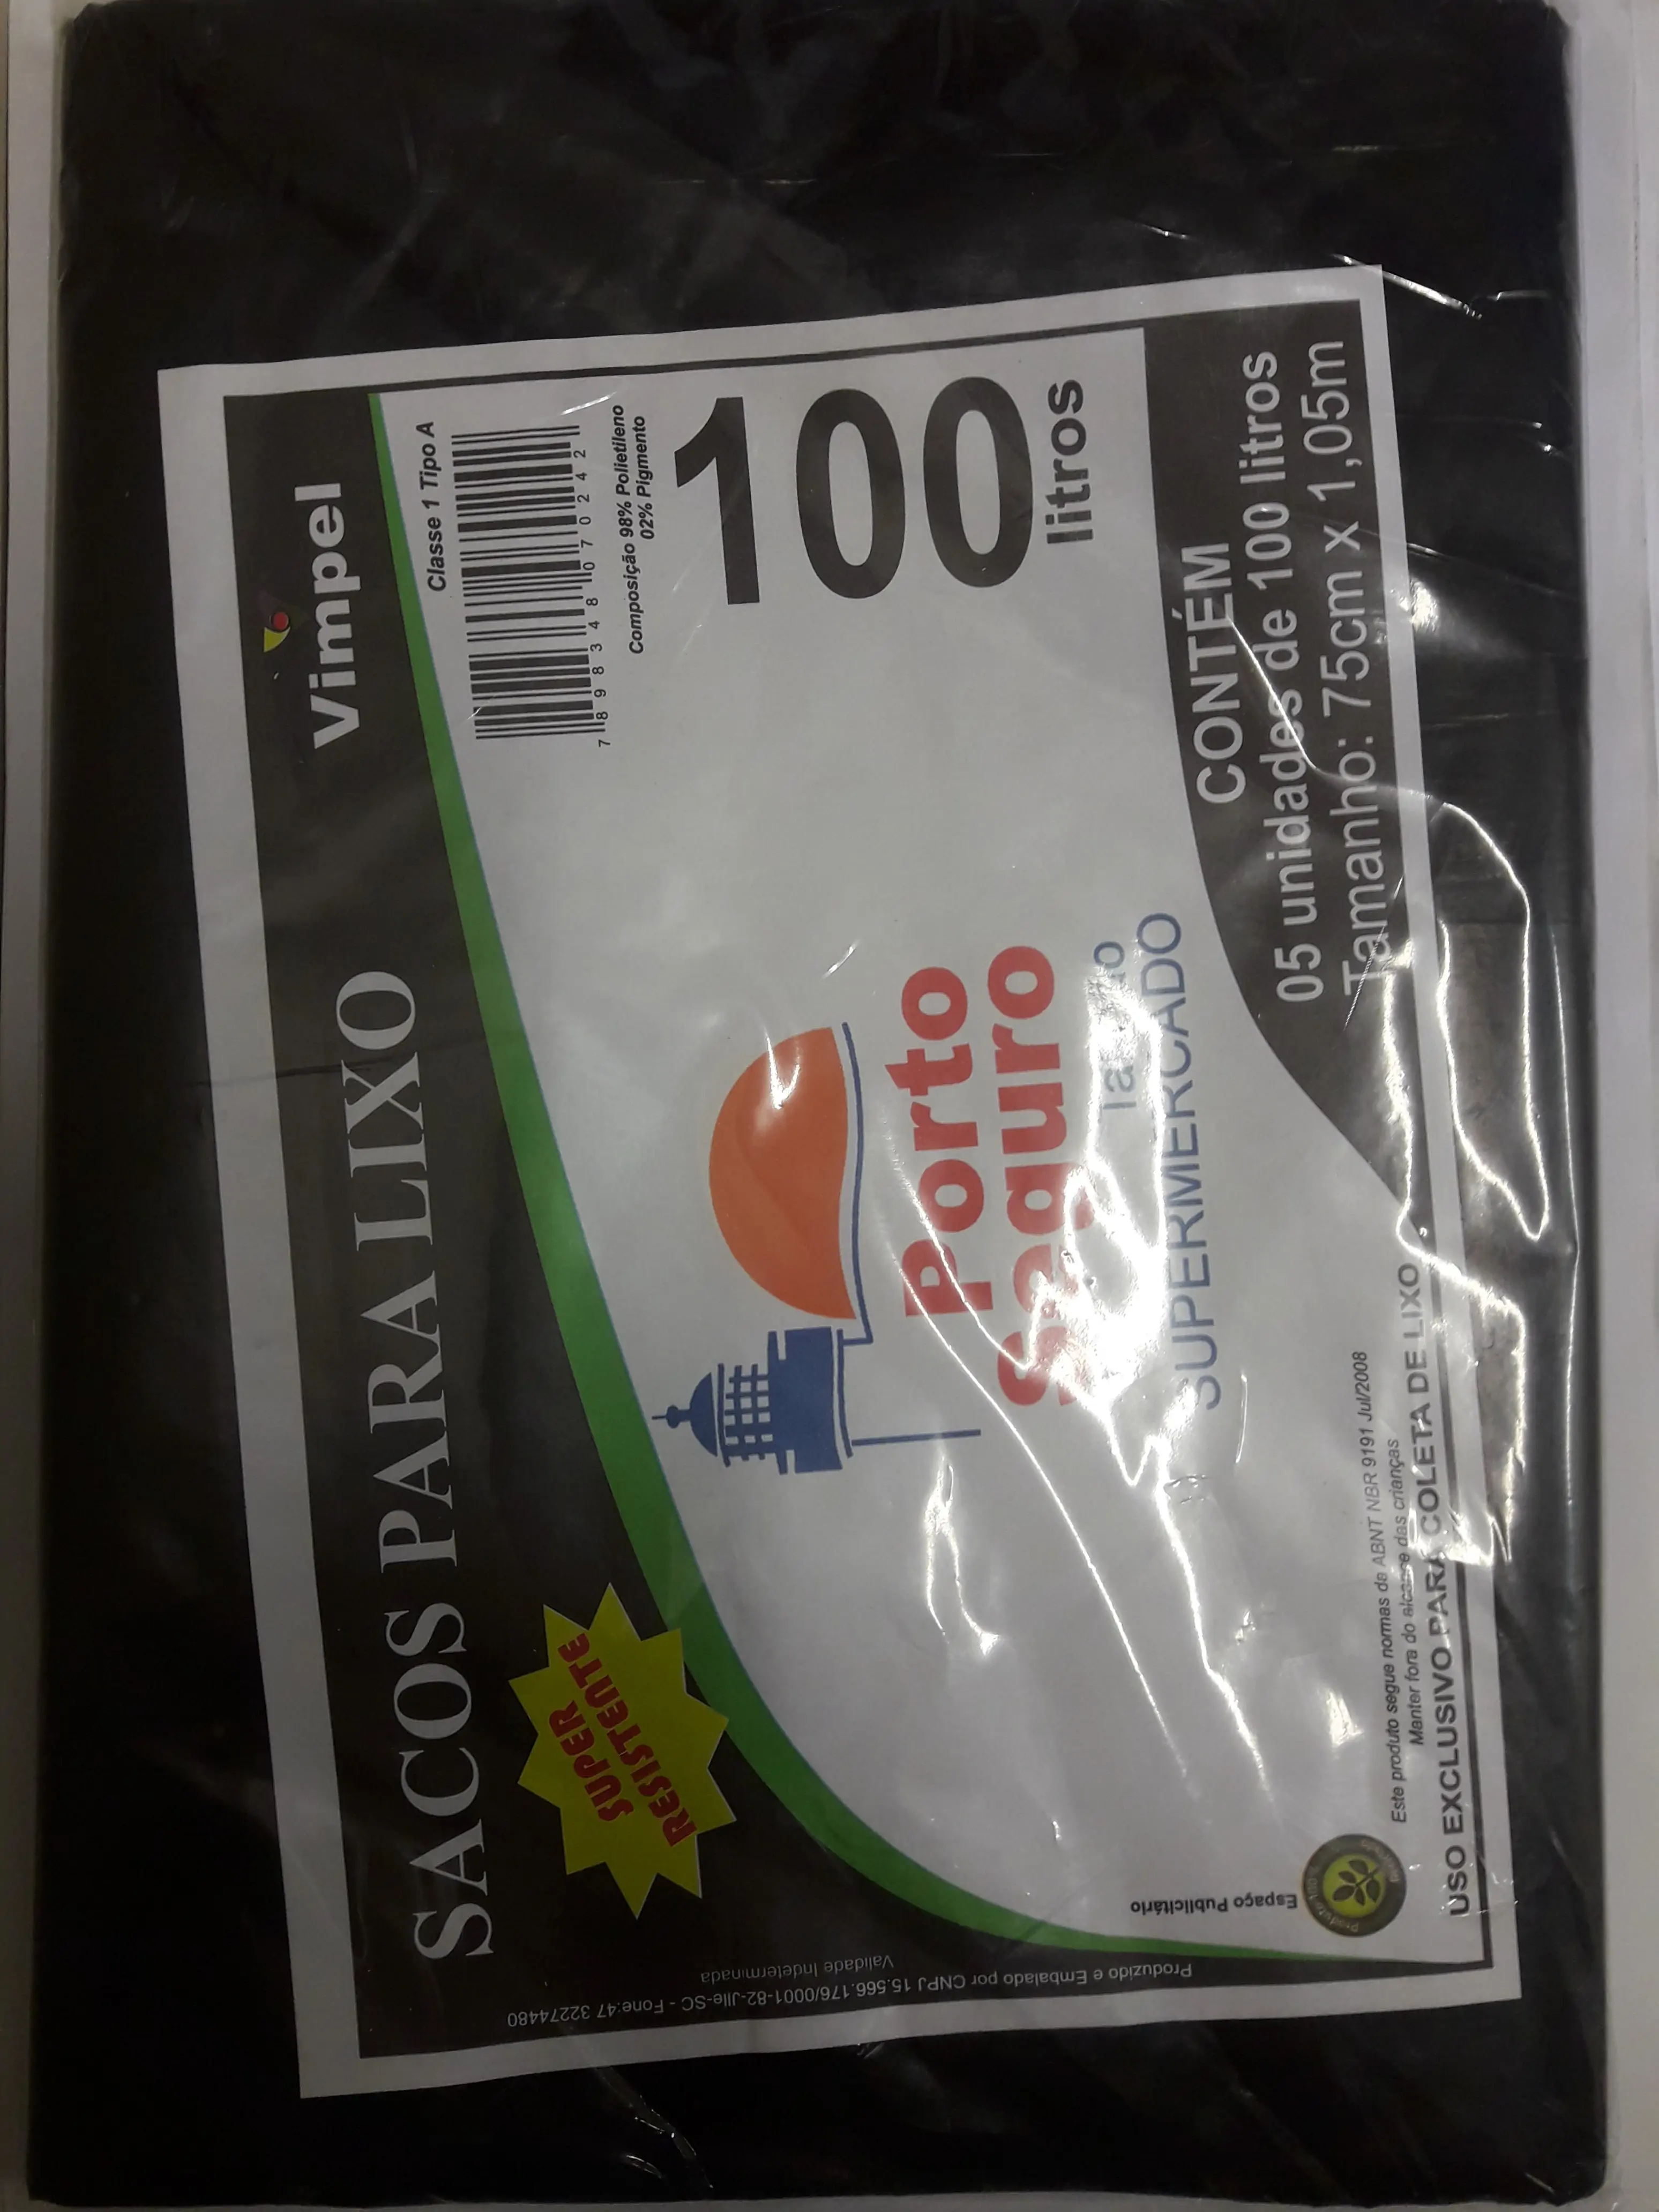 SACOS PARA LIXO
Vimpel
SUPER
RESISTENTE
Classe 1 Tipo A
7 898348 070242
Composição 98% Polietileno
02% Pigmento
100
litros
Porto
Seguro
SUPERMERCADO
CONTÉM
05 unidades de 100 litros
Tamanho: 75cm x 1,05m
Espaço Publicitário
Este produto segue normas da ABNT NBR 9191 Jul/2008
Manter fora do alcance das crianças
USO EXCLUSIVO PARA COLETA DE LIXO
Produzido e Embalado por CNPJ 15.566.176/0001-82-Jlle-SC - Fone:47 32274480
Validade Indeterminada